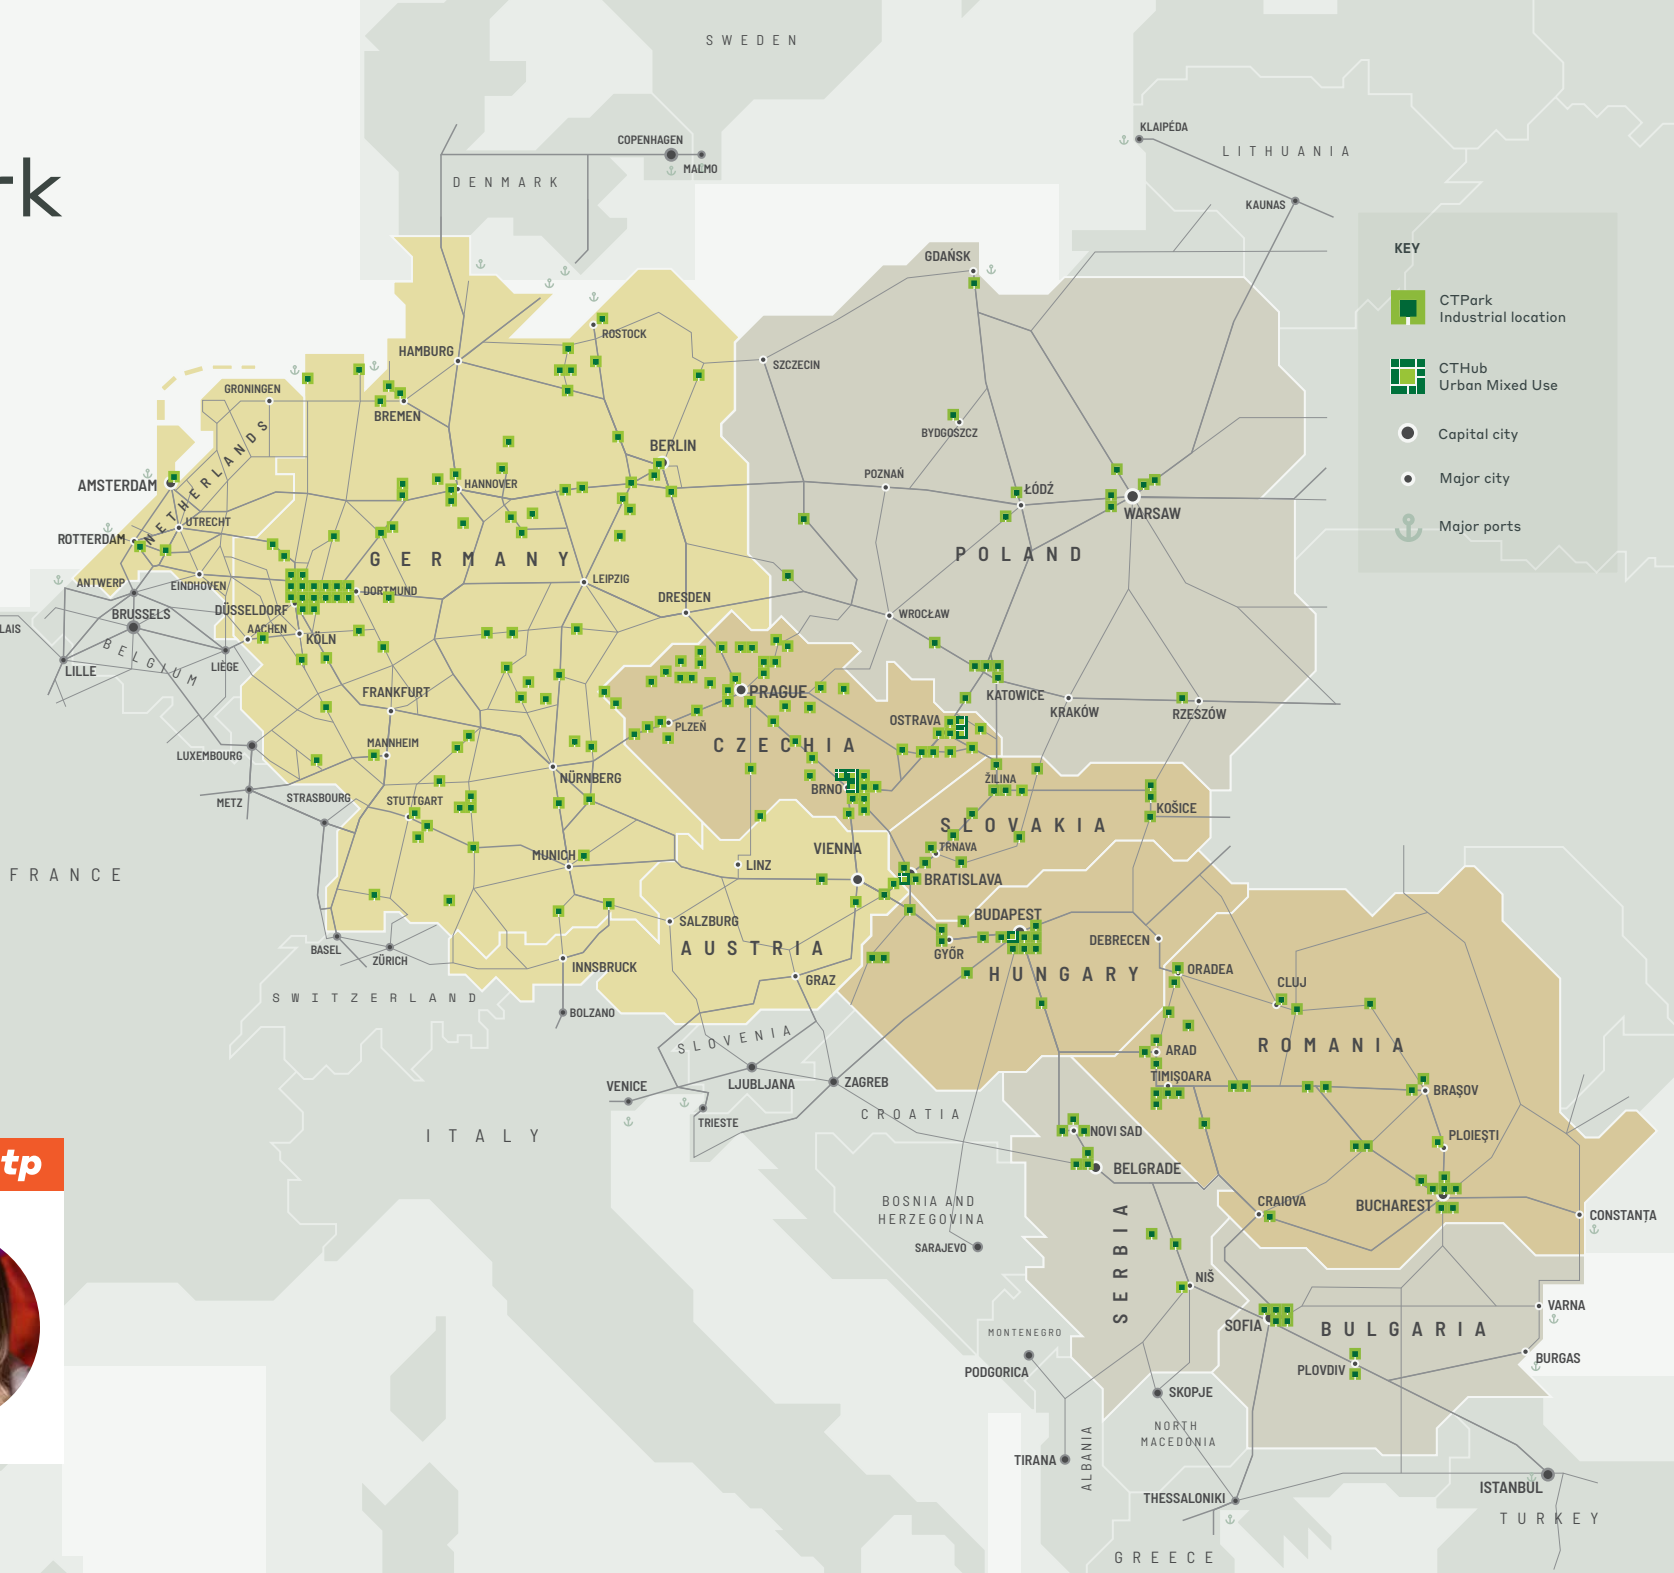 rk
SWEDEN
COPENHAGEN
MALMO
DENMARK
KLAIPÉDA
LITHUANIA
KAUNAS
KEY
CTPark
Industrial location
CTHub
Urban Mixed Use
Capital city
Major city
Major ports
GDAŃSK
ROSTOCK
HAMBURG
SZCZECIN
GRONINGEN
BREMEN
BYDGOSZCZ
BERLIN
AMSTERDAM
NETHERLANDS
HANNOVER
POZNAŃ
ŁÓDŹ
WARSAW
UTRECHT
ROTTERDAM
GERMANY
POLAND
ANTWERP
EINDHOVEN
DORTMUND
LEIPZIG
DRESDEN
BRUSSELS
DÜSSELDORF
WROCŁAW
LAIS
AACHEN
KÖLN
BELGIUM
LIÈGE
LILLE
FRANKFURT
PRAGUE
KATOWICE
KRAKÓW
RZESZÓW
PLZEŇ
OSTRAVA
LUXEMBOURG
MANNHEIM
CZECHIA
NÜRNBERG
BRNO
ŽILINA
METZ
STRASBOURG
STUTTGART
KOŠICE
SLOVAKIA
FRANCE
MUNICH
LINZ
VIENNA
TRNAVA
BRATISLAVA
SALZBURG
BUDAPEST
BASEL
ZÜRICH
AUSTRIA
GYŐR
DEBRECEN
INNSBRUCK
GRAZ
HUNGARY
ORADEA
CLUJ
SWITZERLAND
BOLZANO
SLOVENIA
ROMANIA
ARAD
TIMIȘOARA
VENICE
LJUBLJANA
ZAGREB
BRAȘOV
TRIESTE
CROATIA
NOVI SAD
ITALY
PLOIEȘTI
tp
BELGRADE
BOSNIA AND
HERZEGOVINA
CRAIOVA
BUCHAREST
CONSTANȚA
SARAJEVO
SERBIA
NIŠ
VARNA
SOFIA
BULGARIA
MONTENEGRO
PODGORICA
PLOVDIV
BURGAS
SKOPJE
NORTH
MACEDONIA
TIRANA
ALBANIA
THESSALONIKI
ISTANBUL
TURKEY
GREECE